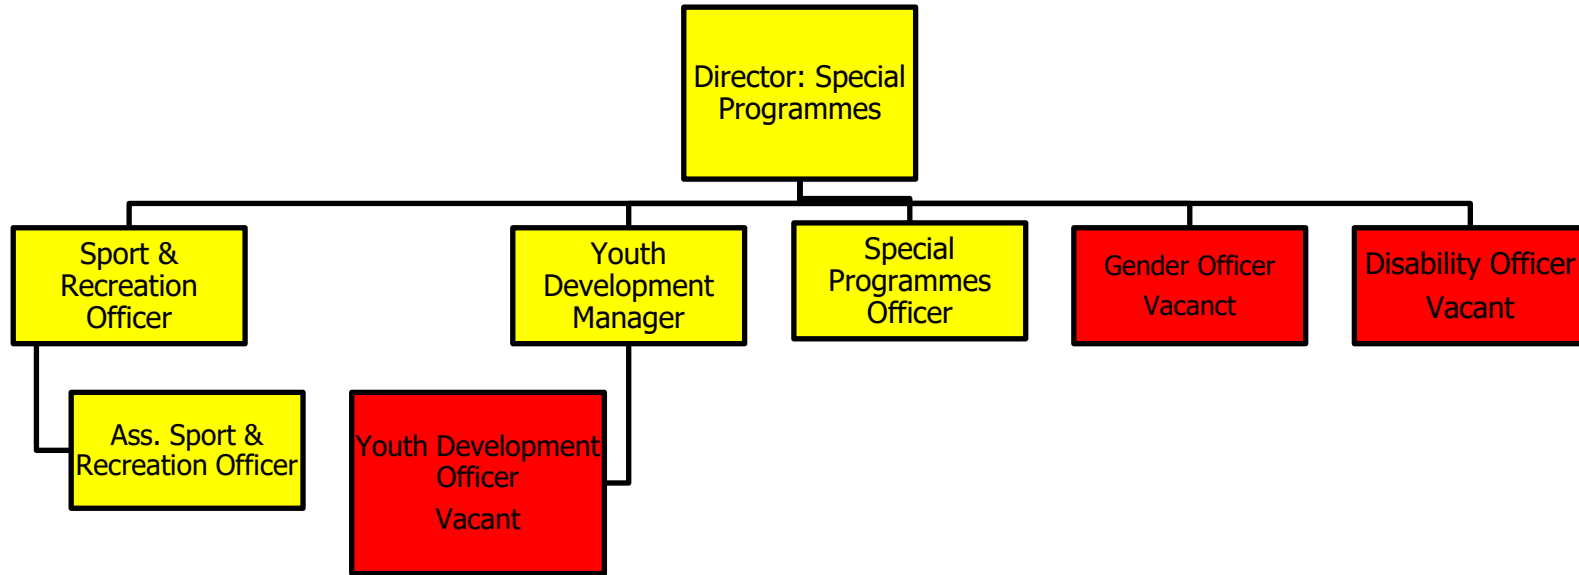 Director: Special
Programmes
Sport &
Recreation
Officer
Youth
Development
Manager
Special
Programmes
Officer
Gender Officer
Vacanct
Disability Officer
Vacant
Ass. Sport &
Recreation Officer
Youth Development
Officer
Vacant